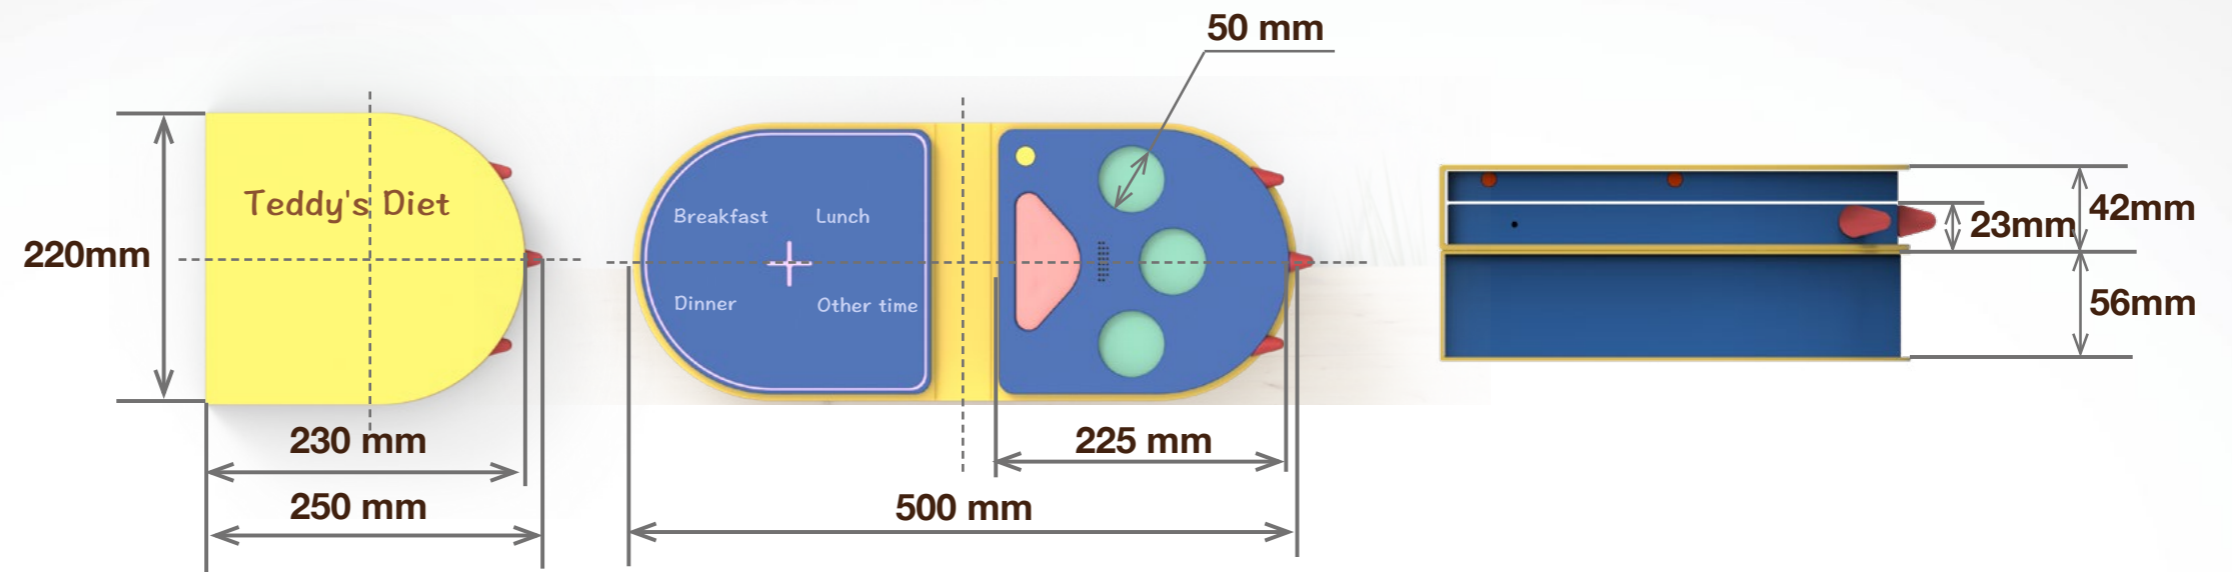 50 mm
Teddy's Diet
220mm
230 mm
250 mm
Breakfast
Lunch
Dinner
Other time
225 mm
500 mm
42mm
23mm
56mm